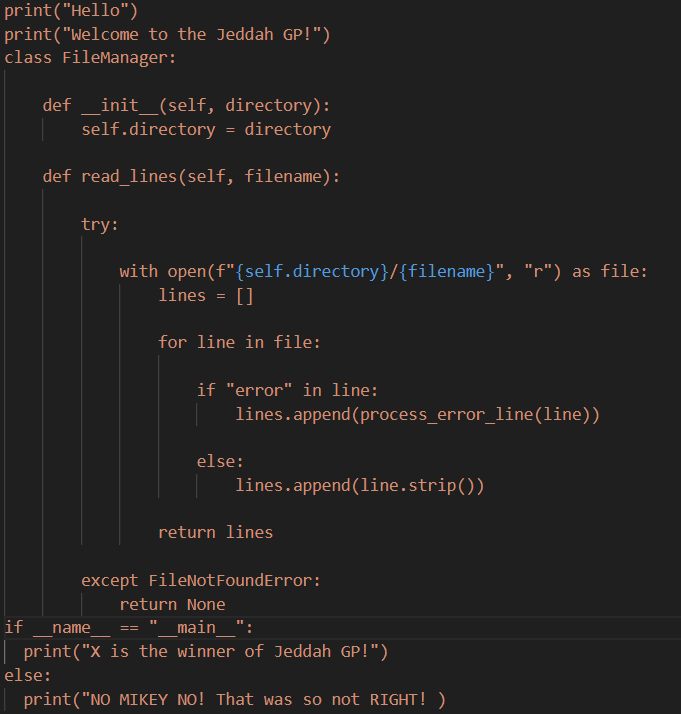 print("Hello")
print("Welcome to the Jeddah GP!")
class FileManager:
def __init__(self, directory):
self.directory = directory
def read_lines(self, filename):
try:
with open(f"{self.directory}/{filename}", "r") as file:
lines = []
for line in file:
if "error" in line:
lines.append(process_error_line(line))
else:
lines.append(line.strip())
return lines
except FileNotFoundError:
return None
if __name__ == "__main__":
print("X is the winner of Jeddah GP!")
else:
print("NO MIKEY NO! That was so not RIGHT! )